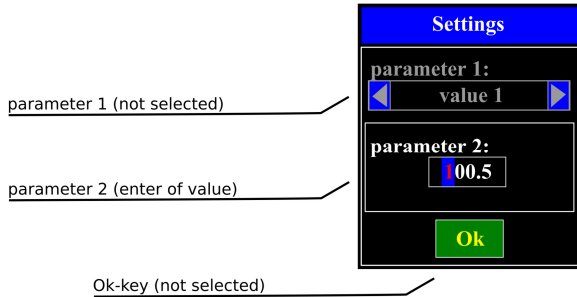 Settings
parameter 1:
value 1
parameter 1 (not selected)
parameter 2:
100.5
parameter 2 (enter of value)
Ok
Ok-key (not selected)